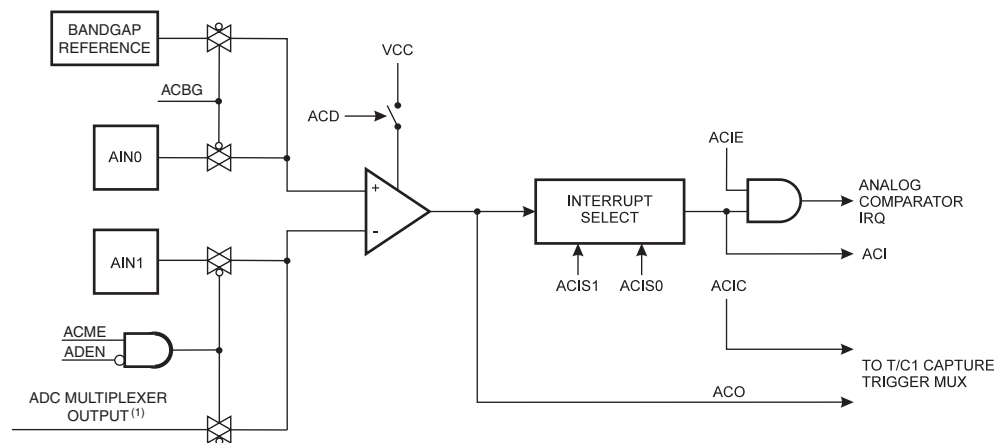 BANDGAP
REFERENCE
ACBG
VCC
ACD
AIN0
ACIE
+
-
INTERRUPT
SELECT
ANALOG
COMPARATOR
IRQ
AIN1
ACI
ACIS1
ACIS0
ACIC
ACME
ADEN
TO T/C1 CAPTURE
TRIGGER MUX
ADC MULTIPLEXER
OUTPUT (1)
ACO